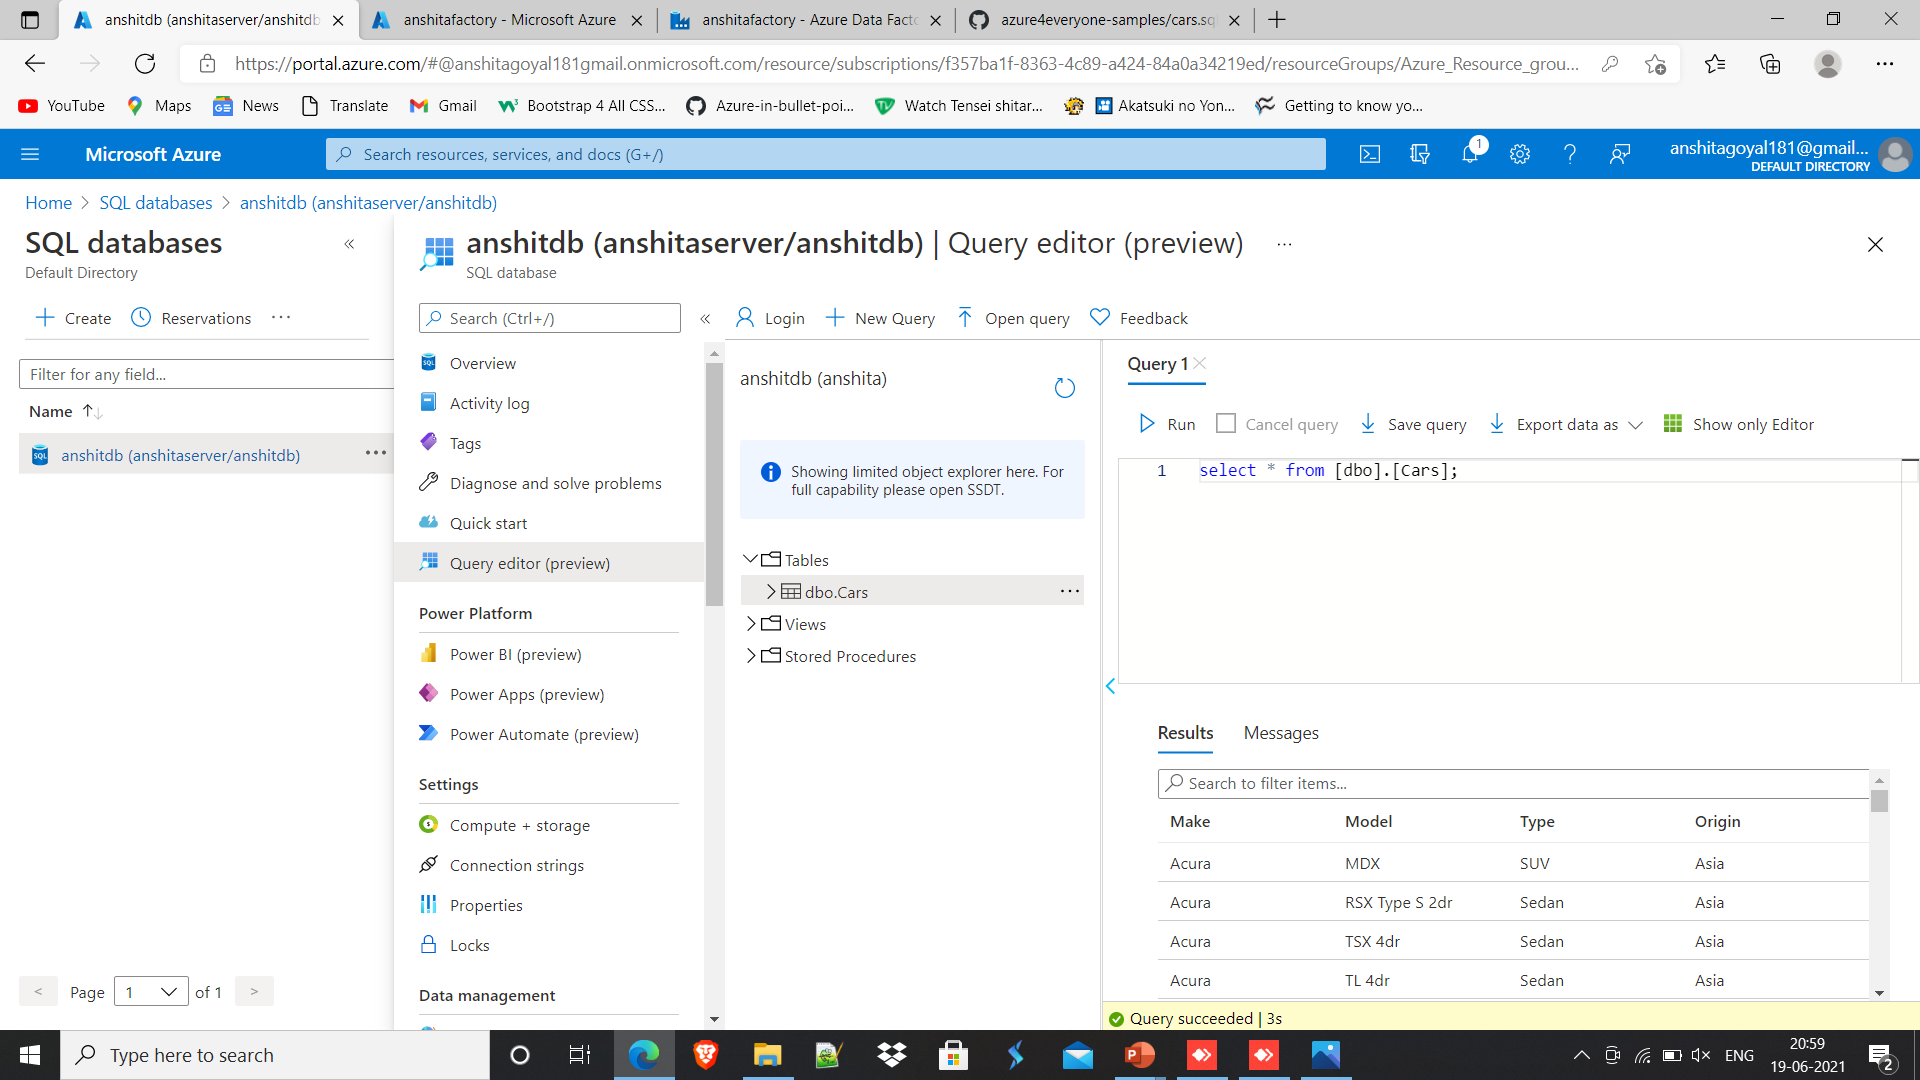 anshitdb (anshitaserver/anshitdb
anshitafactory - Microsoft Azure
anshitafactory - Azure Data Facto
azure4everyone-samples/cars.sql
https://portal.azure.com/#@anshitagoyal181gmail.onmicrosoft.com/resource/subscriptions/f357ba1f-8363-4c89-a424-84a0a34219ed/resourceGroups/Azure_Resource_grou...
YouTube
Maps
News
Translate
Gmail
Bootstrap 4 All CSS...
Azure-in-bullet-poi...
Watch Tensei shitar...
Akatsuki no Yon...
Getting to know yo...
Microsoft Azure
Search resources, services, and docs (G+/)
1
anshitagoyal181@gmail....
DEFAULT DIRECTORY
Home > SQL databases > anshitdb (anshitaserver/anshitdb)
SQL databases
Default Directory
Create
Reservations
...
Filter for any field...
Name
anshitdb (anshitaserver/anshitdb)
...
< Page 1 of 1 >
anshitdb (anshitaserver/anshitdb) | Query editor (preview)
...
SQL database
Search (Ctrl+/)
Overview
Activity log
Tags
Diagnose and solve problems
Quick start
Query editor (preview)
Power Platform
Power BI (preview)
Power Apps (preview)
Power Automate (preview)
Settings
Compute + storage
Connection strings
Properties
Locks
Data management
Login
New Query
Open query
Feedback
anshitdb (anshita)
Showing limited object explorer here. For
full capability please open SSDT.
Tables
dbo.Cars
...
Views
Stored Procedures
Query 1
Run
Cancel query
Save query
Export data as
Show only Editor
1 select * from [dbo].[Cars];
Results
Messages
Search to filter items...
Make Model Type Origin
Acura MDX SUV Asia
Acura RSX Type S 2dr Sedan Asia
Acura TSX 4dr Sedan Asia
Acura TL 4dr Sedan Asia
Query succeeded | 3s
Type here to search
ENG
20:59
19-06-2021
2